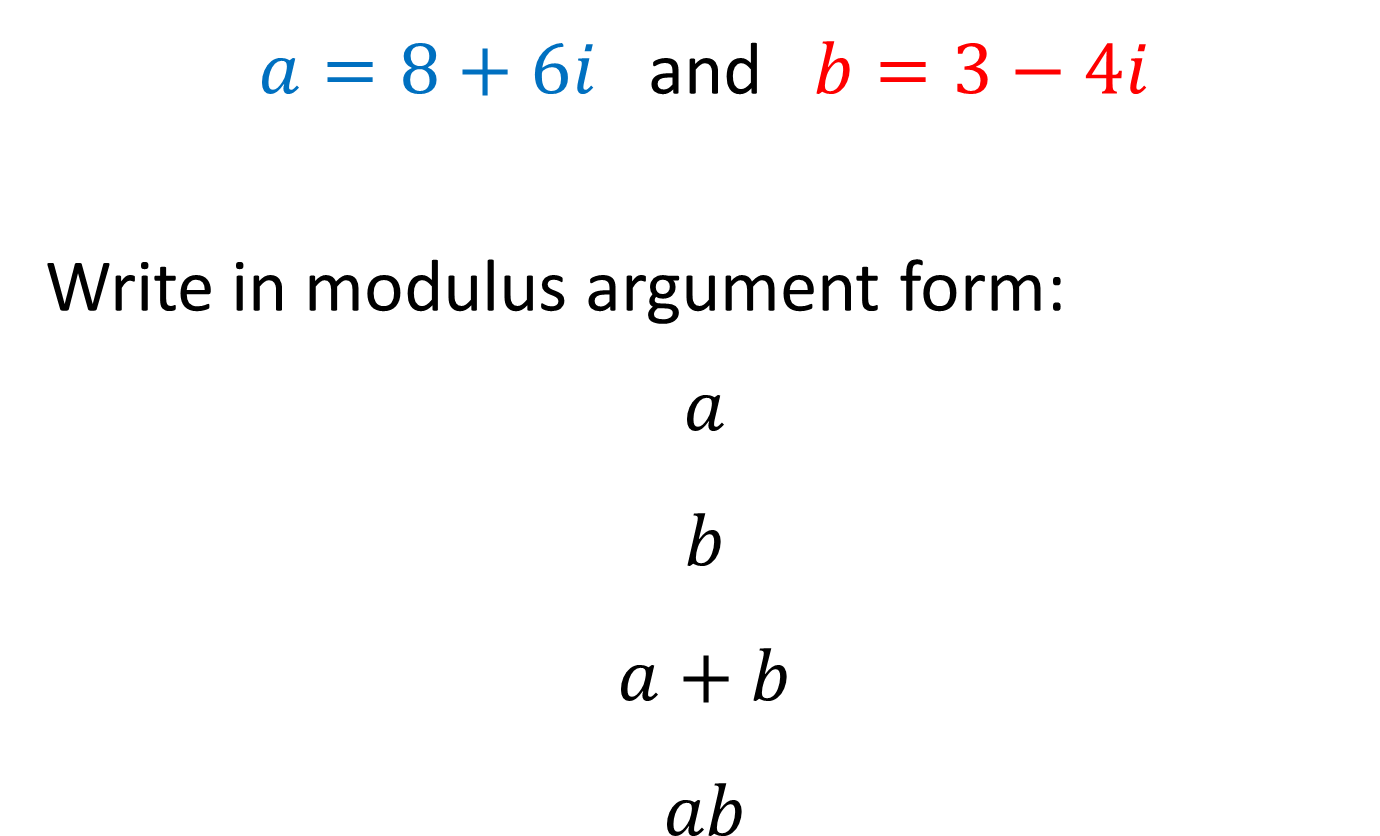 a = 8 + 6i and b = 3 − 4i
Write in modulus argument form:
a
b
a + b
ab